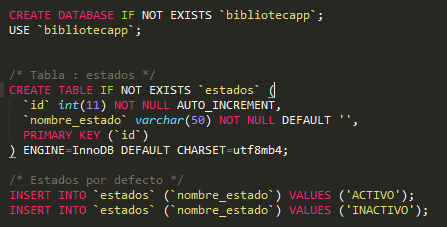 CREATE DATABASE IF NOT EXISTS `bibliotecapp`;
USE `bibliotecapp`;
/* Tabla : estados */
CREATE TABLE IF NOT EXISTS `estados` (
`id` int(11) NOT NULL AUTO_INCREMENT,
`nombre_estado` varchar(50) NOT NULL DEFAULT '',
PRIMARY KEY (`id`)
) ENGINE=InnoDB DEFAULT CHARSET=utf8mb4;
/* Estados por defecto */
INSERT INTO `estados` (`nombre_estado`) VALUES ('ACTIVO');
INSERT INTO `estados` (`nombre_estado`) VALUES ('INACTIVO');